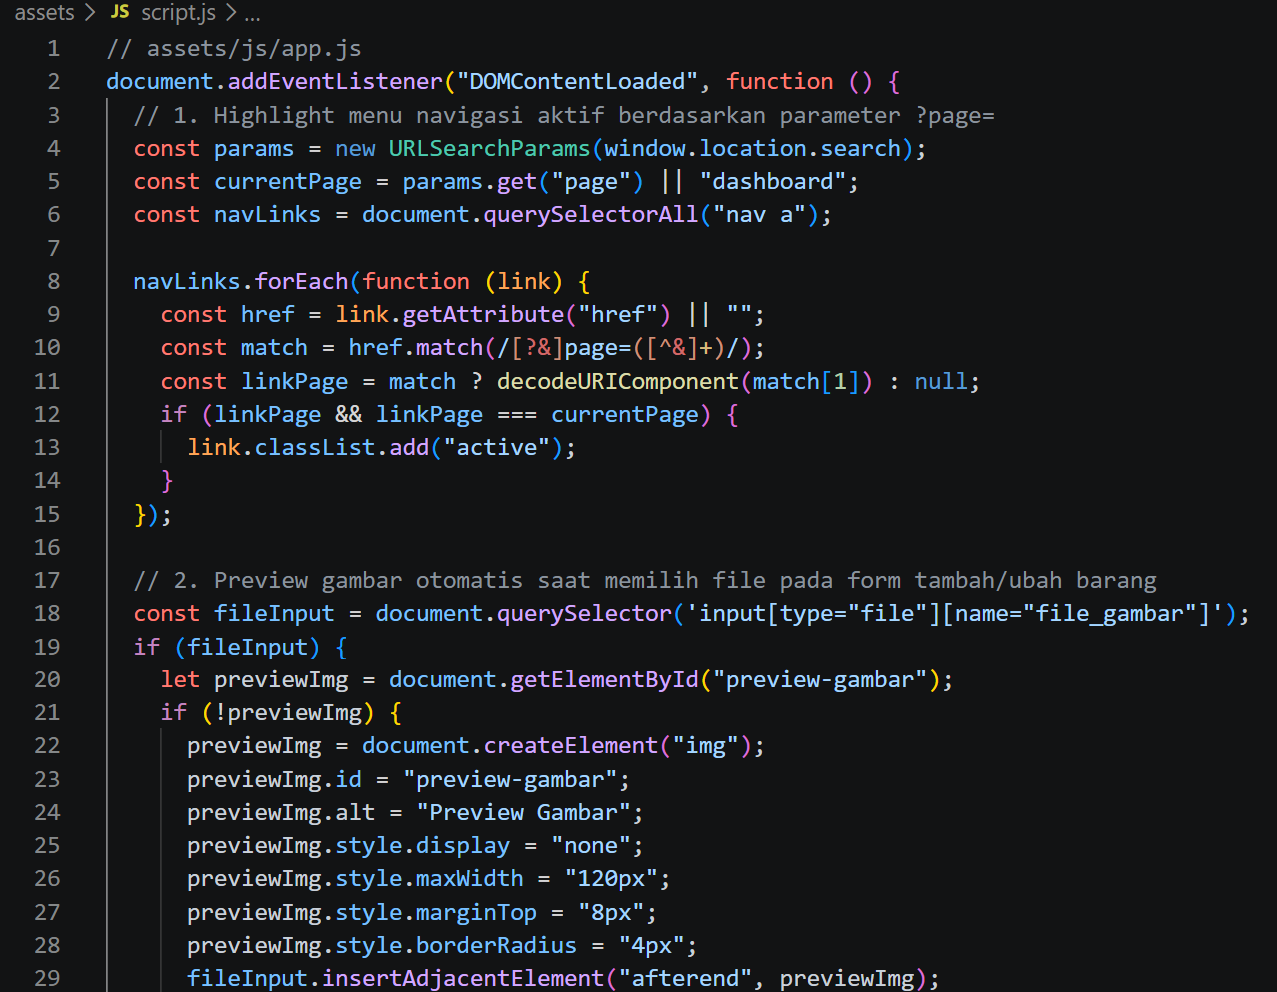 assets > JS script.js > ...
1 // assets/js/app.js
2 document.addEventListener("DOMContentLoaded", function () {
3   // 1. Highlight menu navigasi aktif berdasarkan parameter ?page=
4   const params = new URLSearchParams(window.location.search);
5   const currentPage = params.get("page") || "dashboard";
6   const navLinks = document.querySelectorAll("nav a");
7
8   navLinks.forEach(function (link) {
9     const href = link.getAttribute("href") || "";
10     const match = href.match(/[?&]page=([^&]+)/);
11     const linkPage = match ? decodeURIComponent(match[1]) : null;
12     if (linkPage && linkPage === currentPage) {
13       link.classList.add("active");
14     }
15   });
16
17   // 2. Preview gambar otomatis saat memilih file pada form tambah/ubah barang
18   const fileInput = document.querySelector('input[type="file"][name="file_gambar"]');
19   if (fileInput) {
20     let previewImg = document.getElementById("preview-gambar");
21     if (!previewImg) {
22       previewImg = document.createElement("img");
23       previewImg.id = "preview-gambar";
24       previewImg.alt = "Preview Gambar";
25       previewImg.style.display = "none";
26       previewImg.style.maxWidth = "120px";
27       previewImg.style.marginTop = "8px";
28       previewImg.style.borderRadius = "4px";
29       fileInput.insertAdjacentElement("afterend", previewImg);